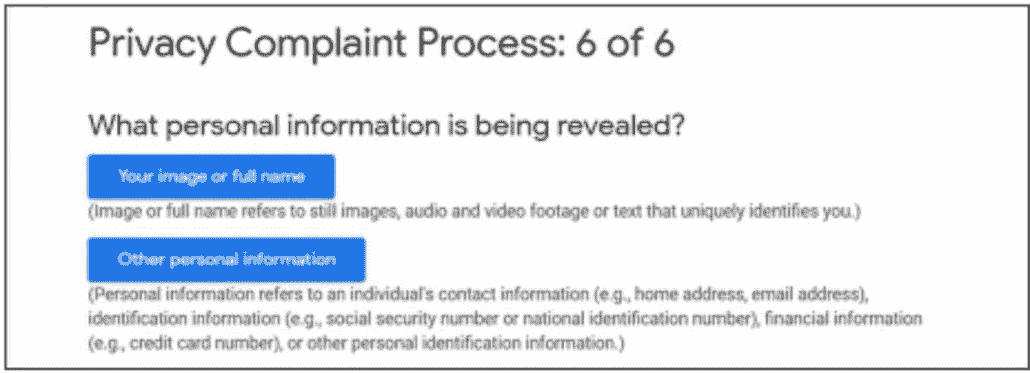 Privacy Complaint Process: 6 of 6
What personal information is being revealed?
Your image or full name
(Image or full name refers to still images, audio and video footage or text that uniquely identifies you.)
Other personal information
(Personal information refers to an individual's contact information (e.g., home address, email address),
identification information (e.g., social security number or national identification number), financial information
(e.g., credit card number), or other personal identification information.)